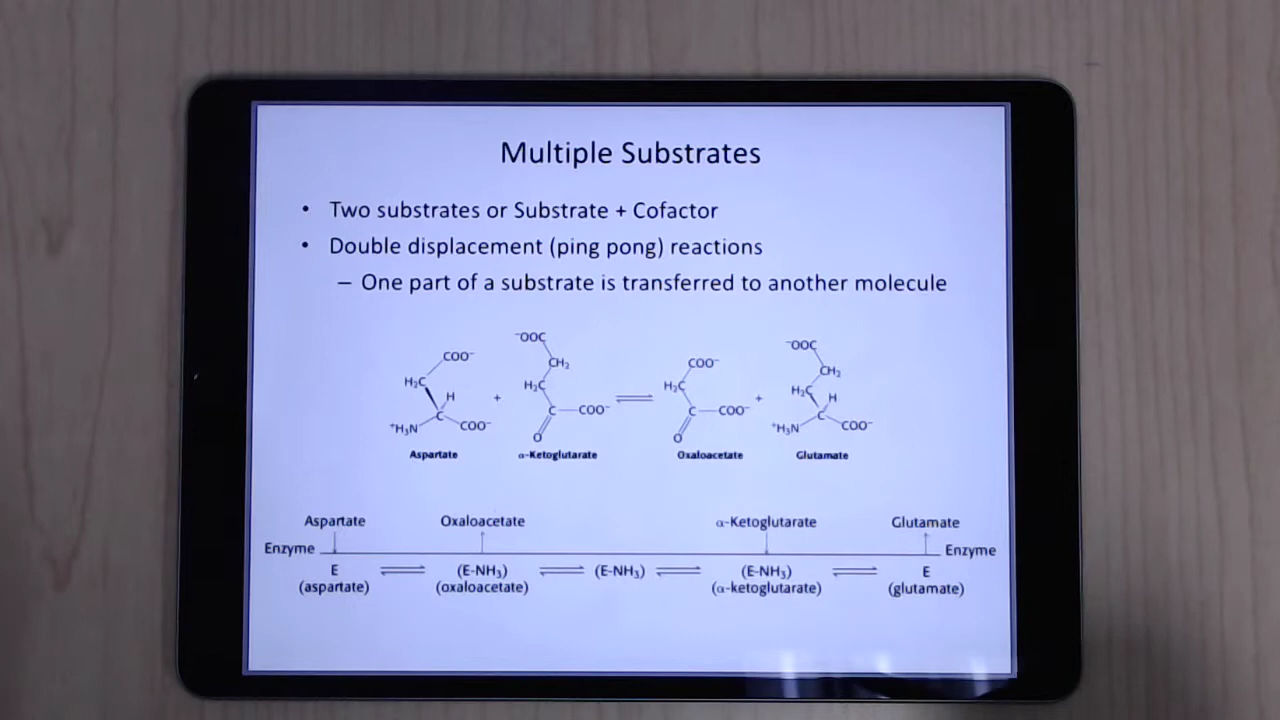 Multiple Substrates
• Two substrates or Substrate + Cofactor
• Double displacement (ping pong) reactions
– One part of a substrate is transferred to another molecule
COO⁻
H₂C
H
C
⁺H₃N
COO⁻
Aspartate
+
⁻OOC
CH₂
H₂C
C
COO⁻
O
α-Ketoglutarate
COO⁻
H₂C
C
COO⁻
O
Oxaloacetate
+
⁻OOC
CH₂
H₂C
H
C
⁺H₃N
COO⁻
Glutamate
Aspartate Oxaloacetate α-Ketoglutarate Glutamate
Enzyme Enzyme
E (E-NH₃) (E-NH₃) (E-NH₃) E
(aspartate) (oxaloacetate) (α-ketoglutarate) (glutamate)